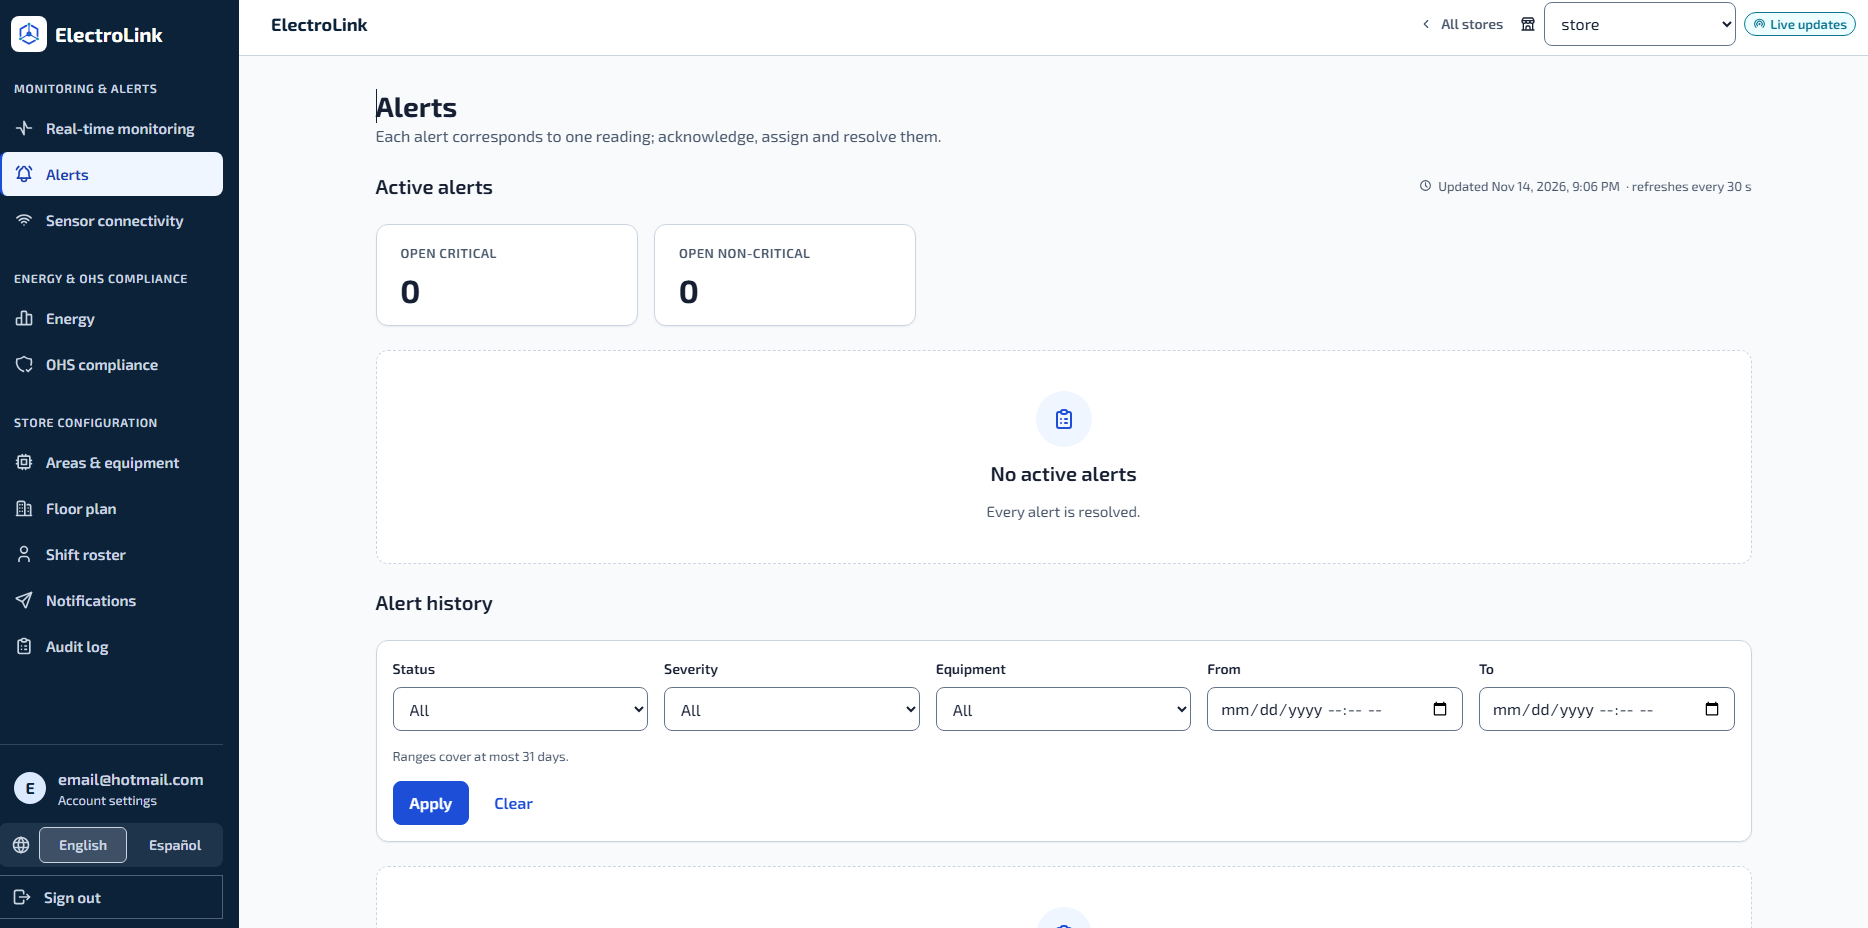 ElectroLink
MONITORING & ALERTS
Real-time monitoring
Alerts
Sensor connectivity
ENERGY & OHS COMPLIANCE
Energy
OHS compliance
STORE CONFIGURATION
Areas & equipment
Floor plan
Shift roster
Notifications
Audit log
E
email@hotmail.com
Account settings
English
Español
Sign out
ElectroLink
All stores
store
Live updates
Alerts
Each alert corresponds to one reading; acknowledge, assign and resolve them.
Active alerts
Updated Nov 14, 2026, 9:06 PM · refreshes every 30 s
OPEN CRITICAL
0
OPEN NON-CRITICAL
0
No active alerts
Every alert is resolved.
Alert history
Status
All
Severity
All
Equipment
All
From
mm/dd/yyyy --:-- --
To
mm/dd/yyyy --:-- --
Ranges cover at most 31 days.
Apply
Clear